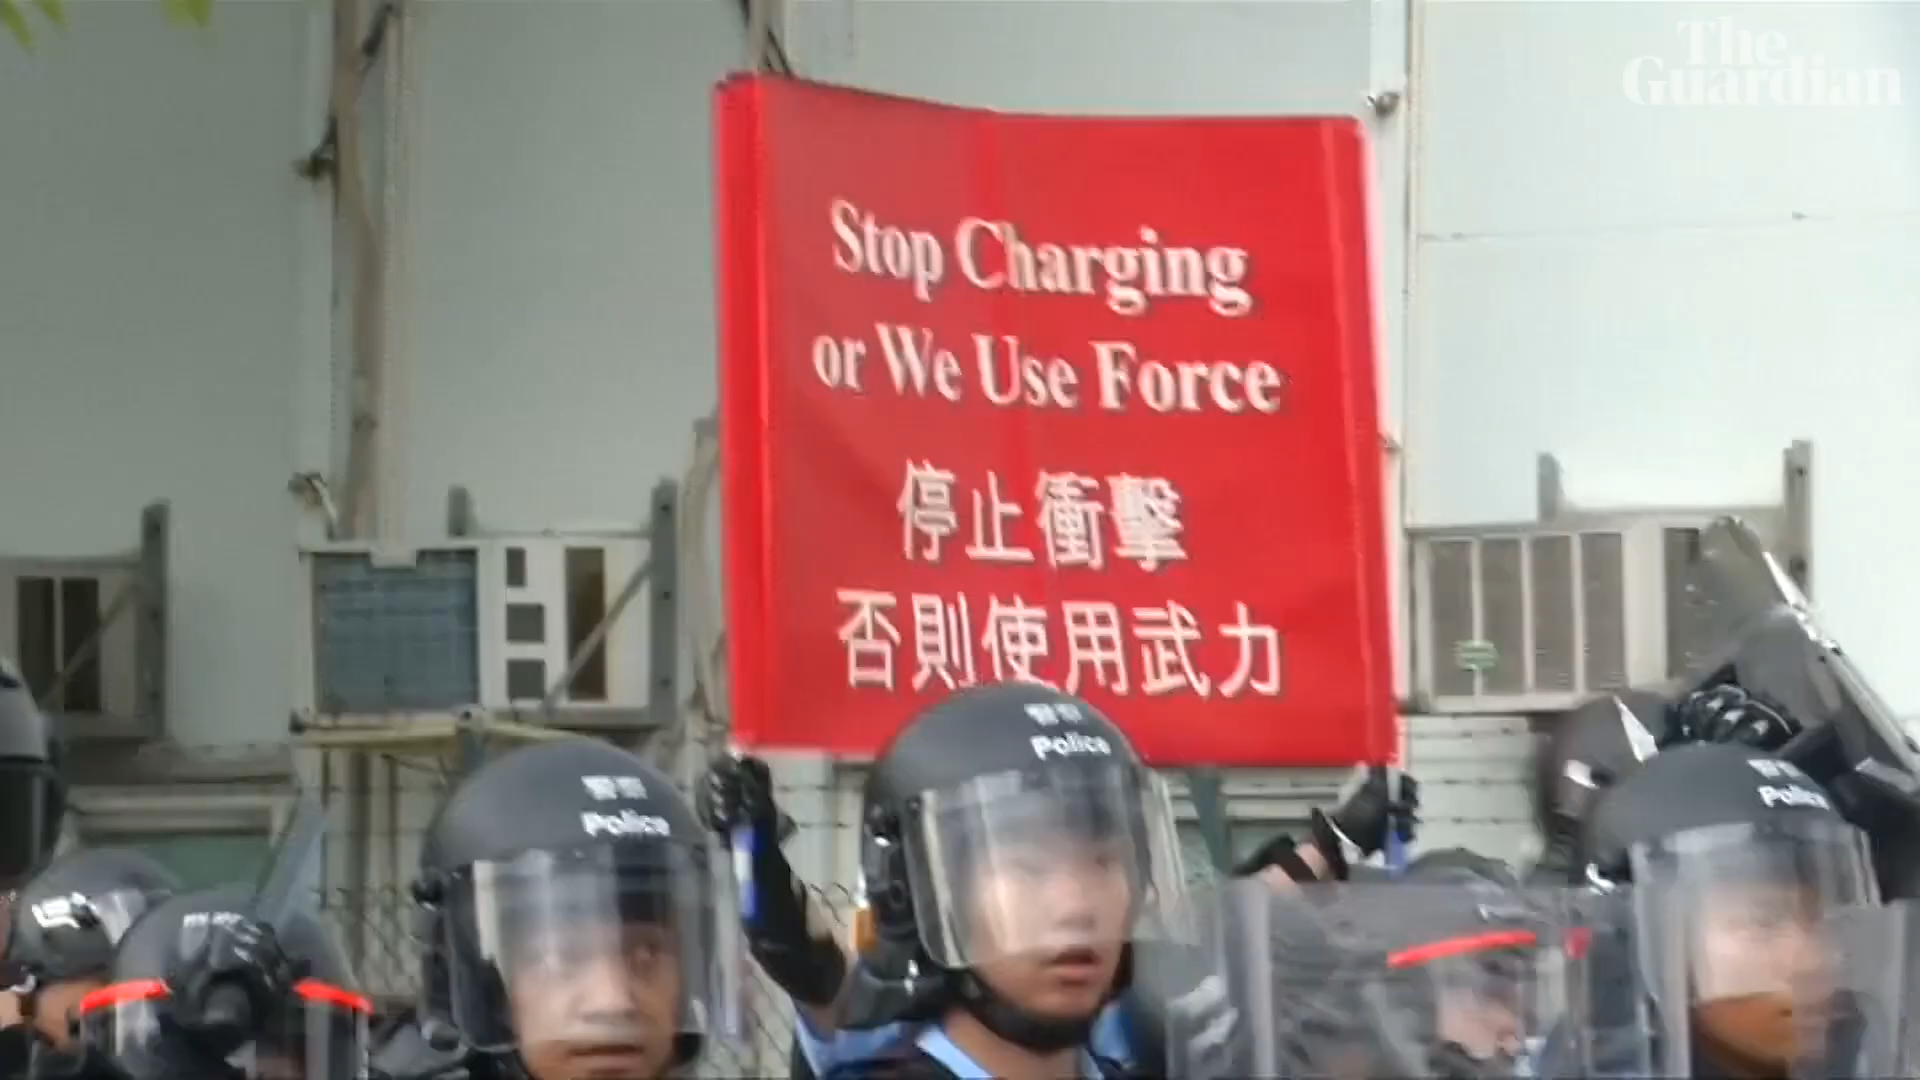 The
Guardian
Stop Charging
or We Use Force
停止衝擊
否則使用武力
警察
Police
警察
Police
警察
Police